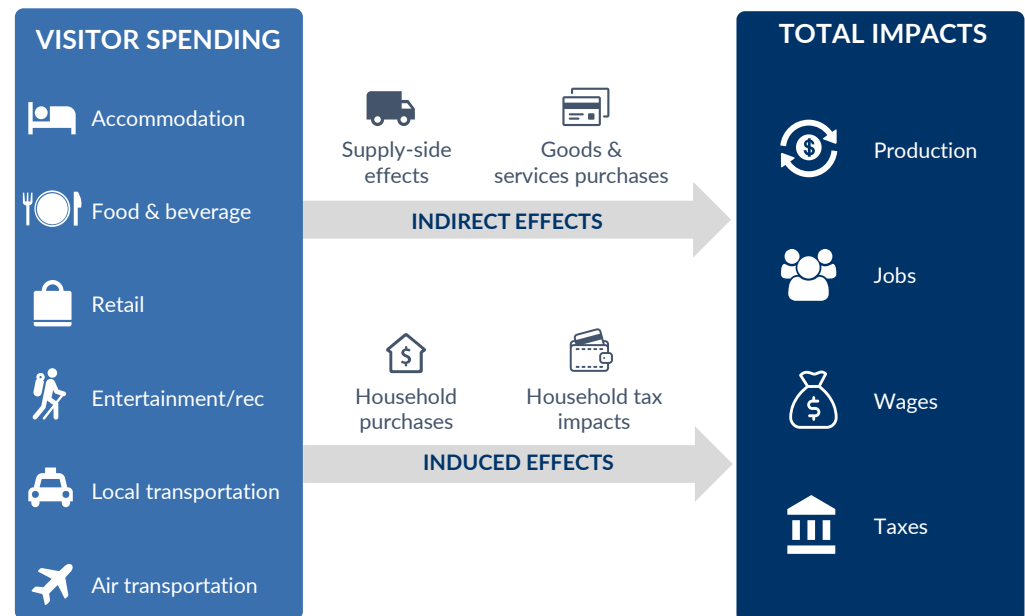 VISITOR SPENDING
Accommodation
Food & beverage
Retail
Entertainment/rec
Local transportation
Air transportation
Supply-side
effects
Goods &
services purchases
INDIRECT EFFECTS
Household
purchases
Household tax
impacts
INDUCED EFFECTS
TOTAL IMPACTS
Production
Jobs
Wages
Taxes